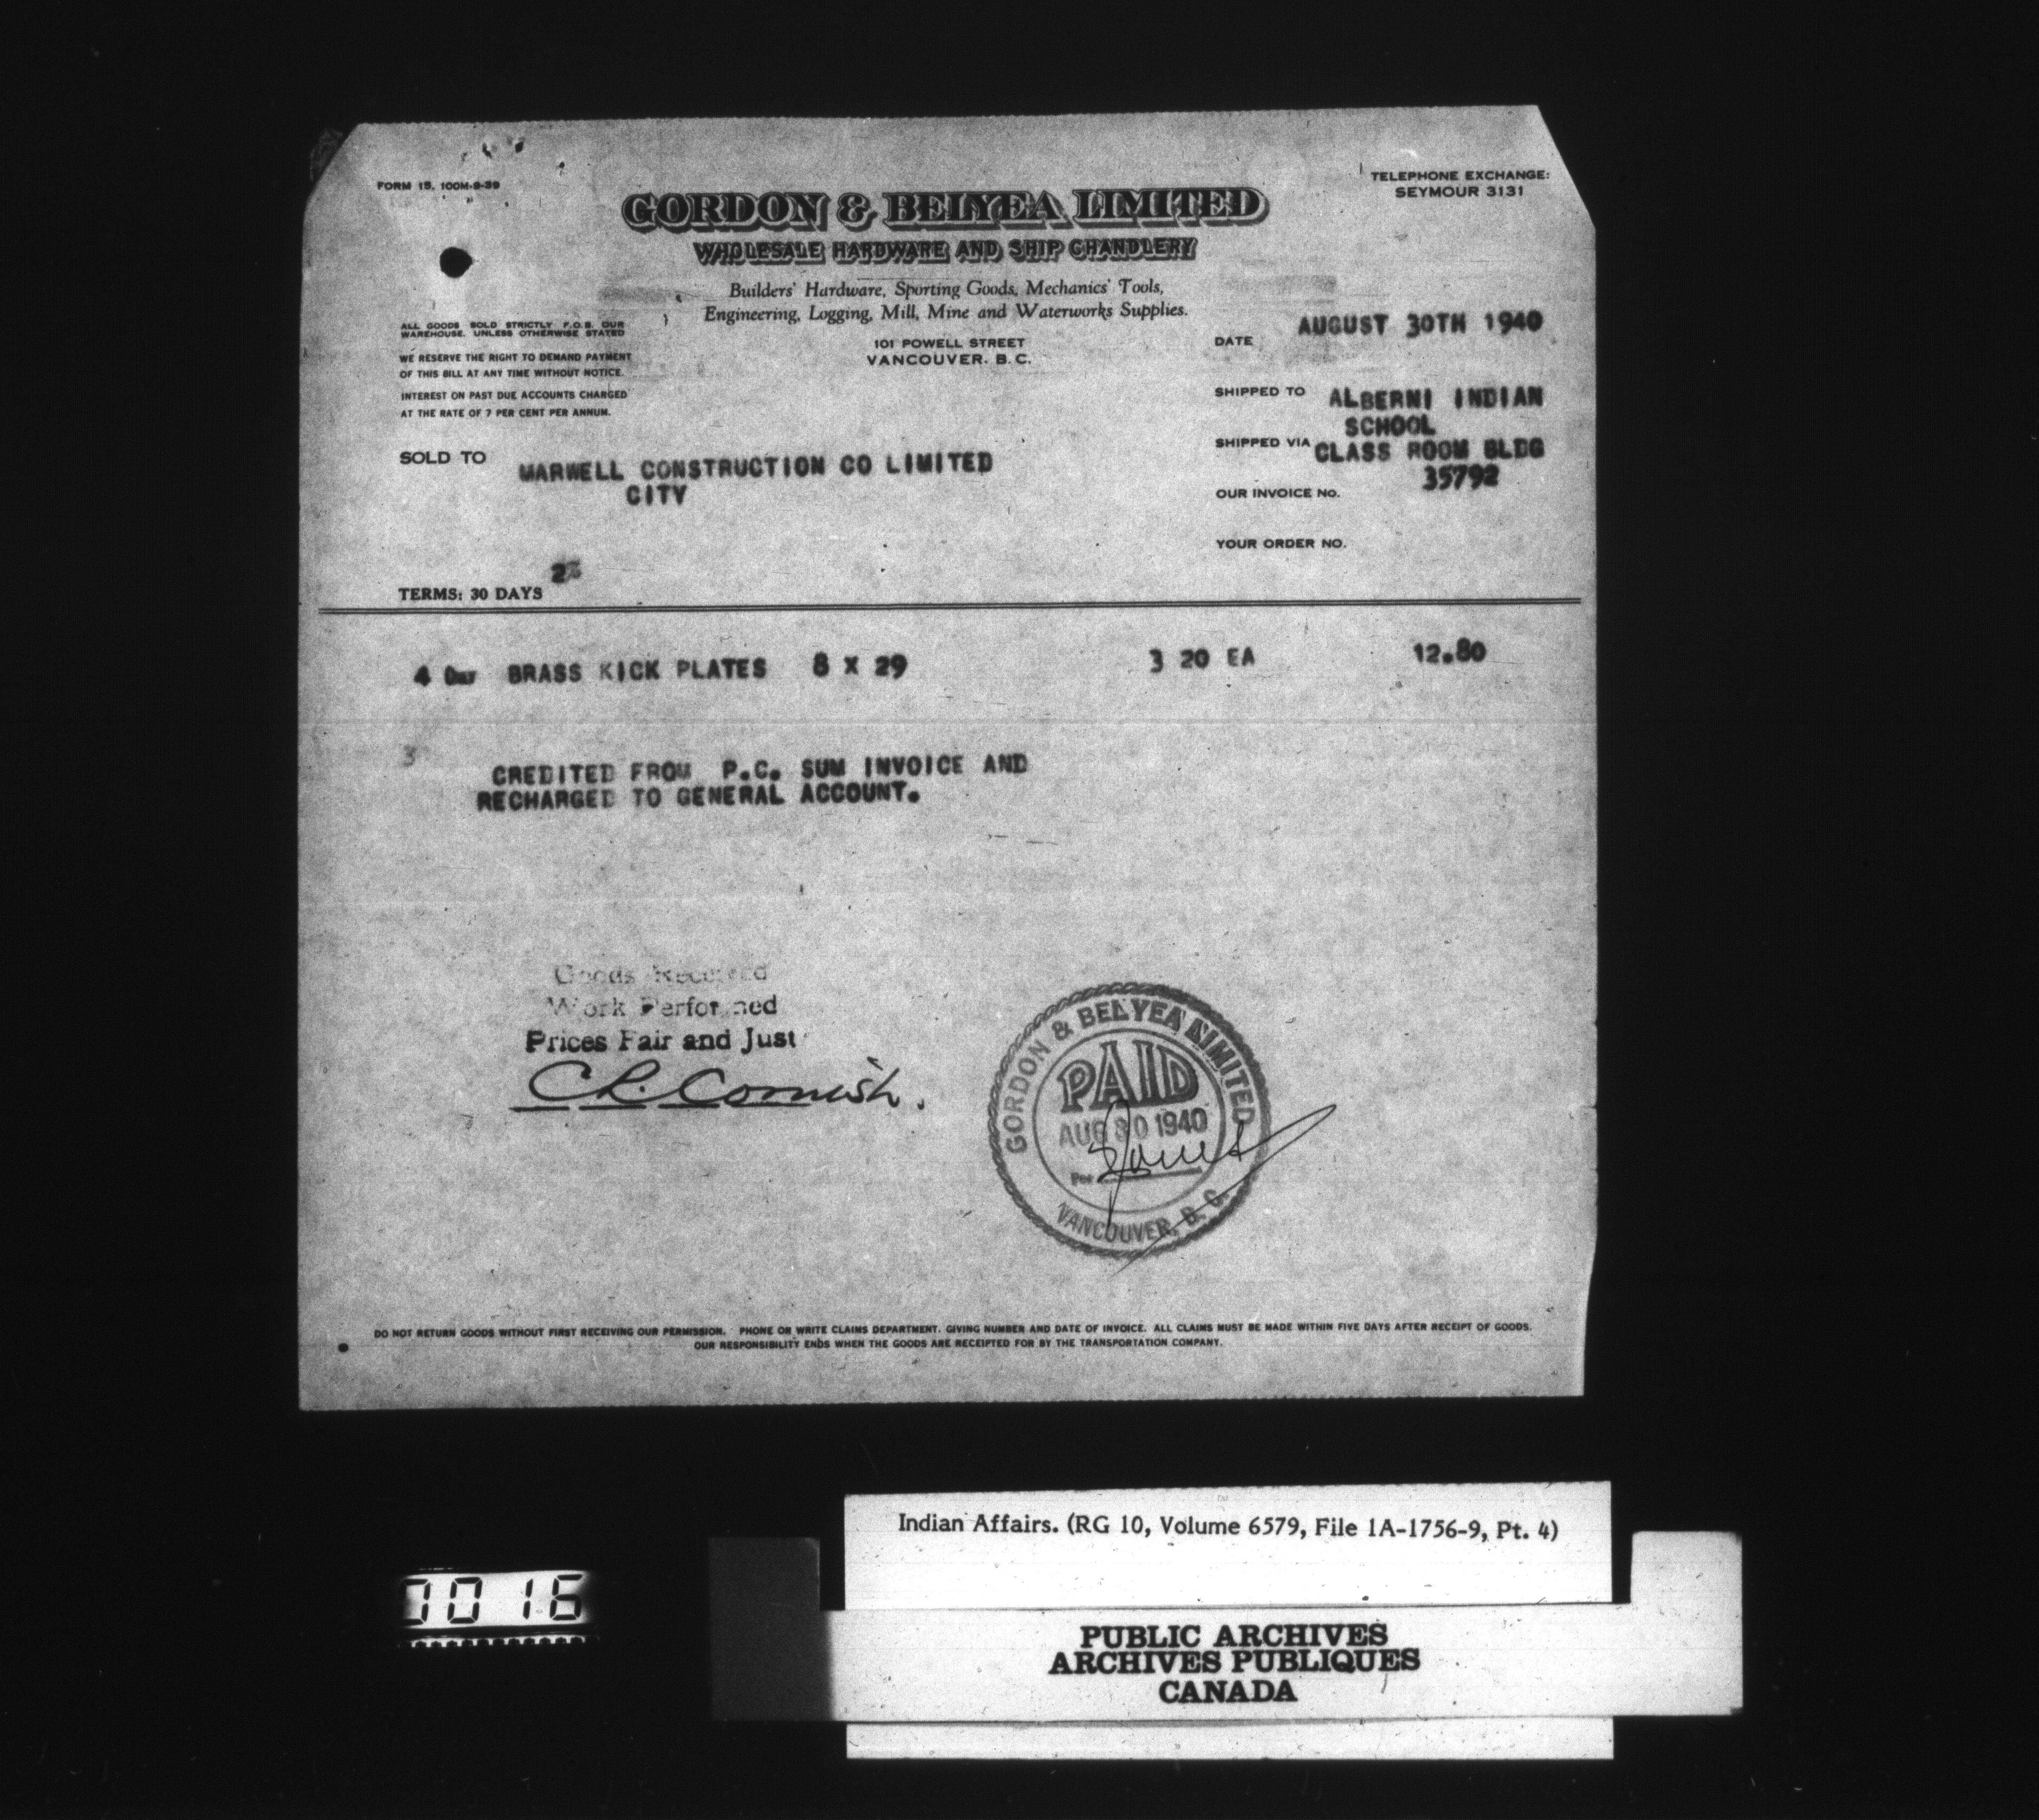 FORM 15, 100M-9-39
TELEPHONE EXCHANGE:
SEYMOUR 3131
GORDON & BELYEA LIMITED
WHOLESALE HARDWARE AND SHIP CHANDLERY
Builders' Hardware, Sporting Goods, Mechanics' Tools,
Engineering, Logging, Mill, Mine and Waterworks Supplies.
101 POWELL STREET
VANCOUVER. B. C.
ALL GOODS SOLD STRICTLY F.O.B. OUR
WAREHOUSE. UNLESS OTHERWISE STATED
WE RESERVE THE RIGHT TO DEMAND PAYMENT
OF THIS BILL AT ANY TIME WITHOUT NOTICE.
INTEREST ON PAST DUE ACCOUNTS CHARGED
AT THE RATE OF 7 PER CENT PER ANNUM.
DATE AUGUST 30TH 1940
SHIPPED TO ALBERNI INDIAN
SCHOOL
SHIPPED VIA CLASS ROOM BLDG
OUR INVOICE No. 35792
YOUR ORDER NO.
SOLD TO MARWELL CONSTRUCTION CO LIMITED
CITY
TERMS: 30 DAYS 2%
4 BRASS KICK PLATES 8 X 29 3 20 EA 12.80
3
CREDITED FROM P.C. SUM INVOICE AND
RECHARGED TO GENERAL ACCOUNT.
Goods Received
Work Performed
Prices Fair and Just
C.R. Cornish.
GORDON & BELYEA LIMITED
PAID
AUG 30 1940
Per
VANCOUVER, B. C.
DO NOT RETURN GOODS WITHOUT FIRST RECEIVING OUR PERMISSION. PHONE OR WRITE CLAIMS DEPARTMENT. GIVING NUMBER AND DATE OF INVOICE. ALL CLAIMS MUST BE MADE WITHIN FIVE DAYS AFTER RECEIPT OF GOODS.
OUR RESPONSIBILITY ENDS WHEN THE GOODS ARE RECEIPTED FOR BY THE TRANSPORTATION COMPANY.
Indian Affairs. (RG 10, Volume 6579, File 1A-1756-9, Pt. 4)
0016
PUBLIC ARCHIVES
ARCHIVES PUBLIQUES
CANADA